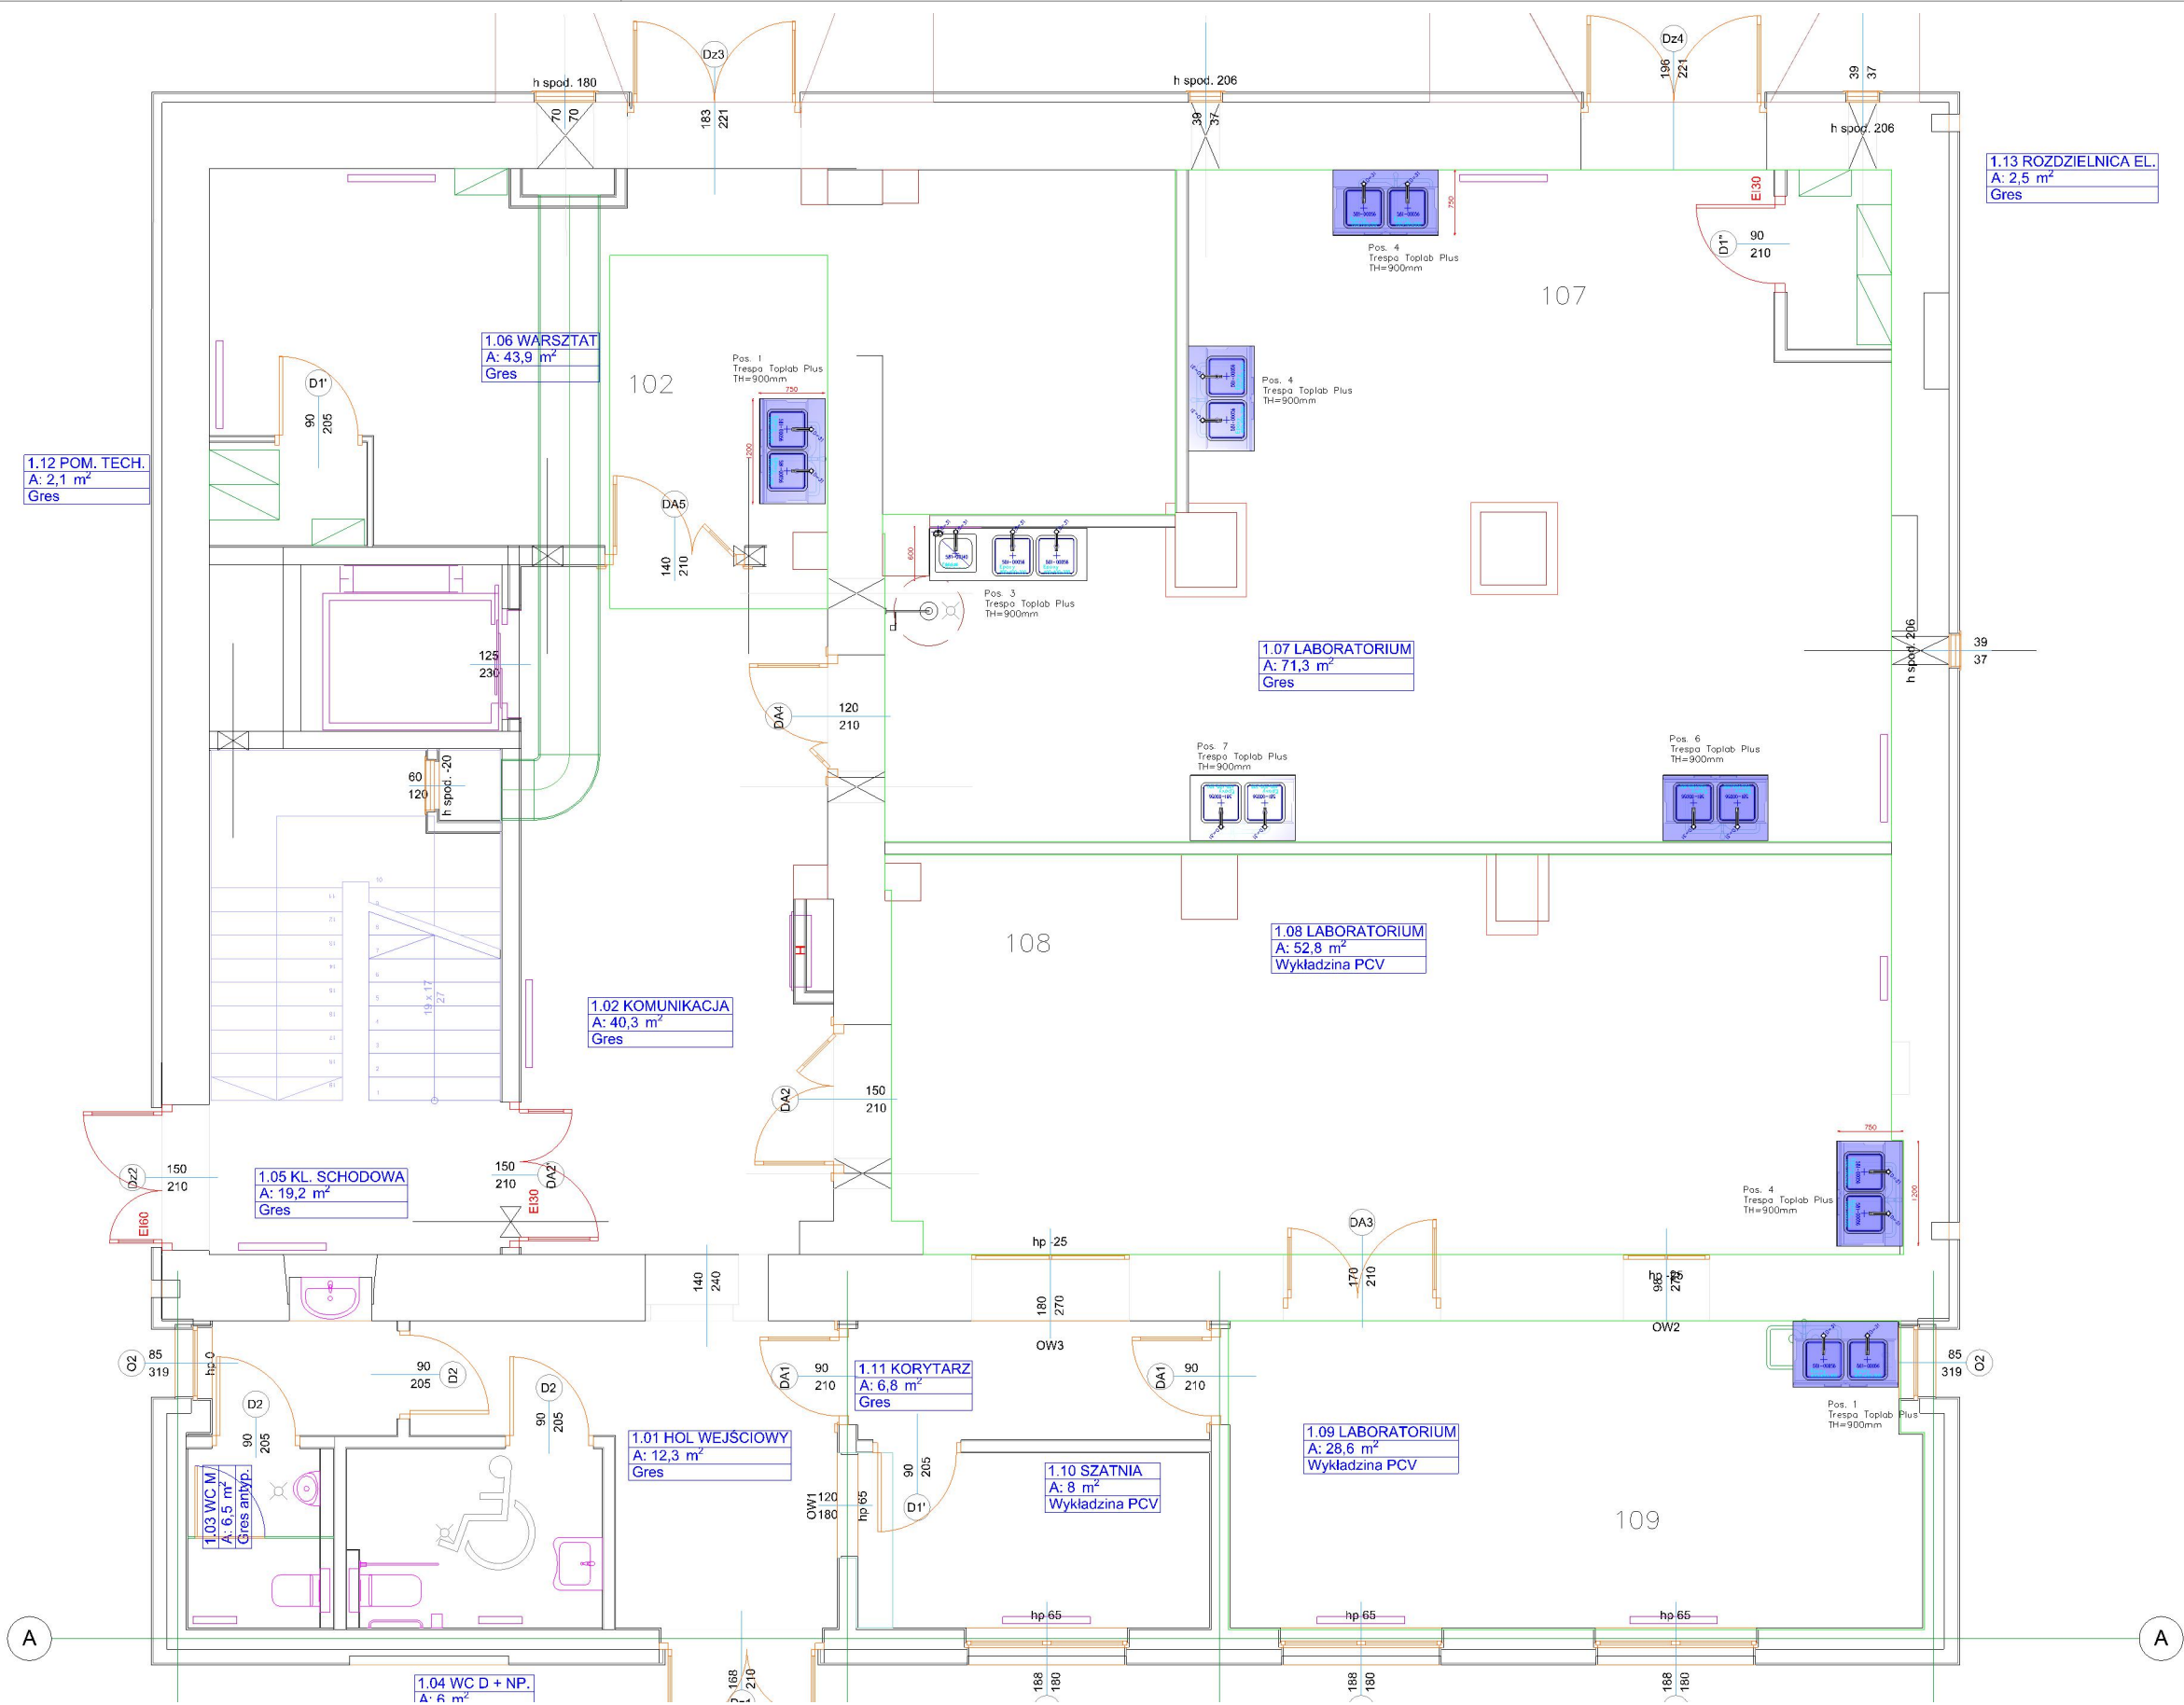 Dz3
Dz4
h spod. 180
h spod. 206
196
221
39
37
70
70
183
221
39
37
h spod. 206
1.13 ROZDZIELNICA EL.
A: 2,5 m²
Gres
EI30
D1"
90
210
750
Pos. 4
Trespa Toplab Plus
TH=900mm
107
1.06 WARSZTAT
A: 43,9 m²
Gres
102
Pos. 1
Trespa Toplab Plus
TH=900mm
750
1200
Pos. 4
Trespa Toplab Plus
TH=900mm
D1'
90
205
1.12 POM. TECH.
A: 2,1 m²
Gres
DA5
140
210
600
Pos. 3
Trespa Toplab Plus
TH=900mm
1.07 LABORATORIUM
A: 71,3 m²
Gres
h spod. 206
39
37
125
230
DA4
120
210
60
120
h spod. -20
Pos. 7
Trespa Toplab Plus
TH=900mm
Pos. 6
Trespa Toplab Plus
TH=900mm
19 x 17
27
H
108
1.08 LABORATORIUM
A: 52,8 m²
Wykładzina PCV
1.02 KOMUNIKACJA
A: 40,3 m²
Gres
DA2
150
210
Dz2
150
210
EI60
1.05 KL. SCHODOWA
A: 19,2 m²
Gres
150
210
DA2'
EI30
750
1200
Pos. 4
Trespa Toplab Plus
TH=900mm
DA3
170
210
hp -25
180
270
OW3
OW2
140
240
O2
85
319
hp 0
90
205
D2
D2
90
205
D2
90
205
DA1
90
210
1.11 KORYTARZ
A: 6,8 m²
Gres
DA1
90
210
85
319
O2
Pos. 1
Trespa Toplab Plus
TH=900mm
1.01 HOL WEJŚCIOWY
A: 12,3 m²
Gres
1.09 LABORATORIUM
A: 28,6 m²
Wykładzina PCV
1.10 SZATNIA
A: 8 m²
Wykładzina PCV
90
205
D1'
OW1
120
O180
hp 65
1.03 WC M
A: 6,5 m²
Gres antyp.
109
hp 65
hp 65
hp 65
A
A
1.04 WC D + NP.
A: 6 m²
168
210
188
180
188
180
188
180